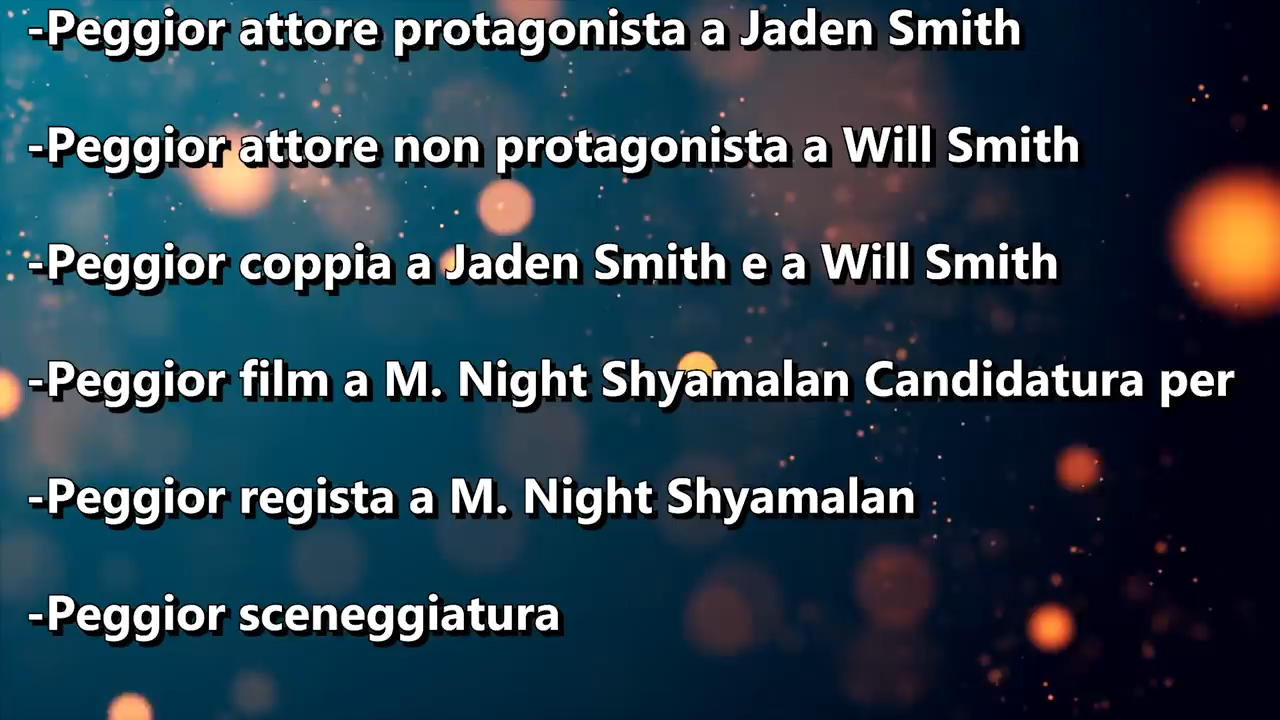 -Peggior attore protagonista a Jaden Smith
-Peggior attore non protagonista a Will Smith
-Peggior coppia a Jaden Smith e a Will Smith
-Peggior film a M. Night Shyamalan Candidatura per
-Peggior regista a M. Night Shyamalan
-Peggior sceneggiatura